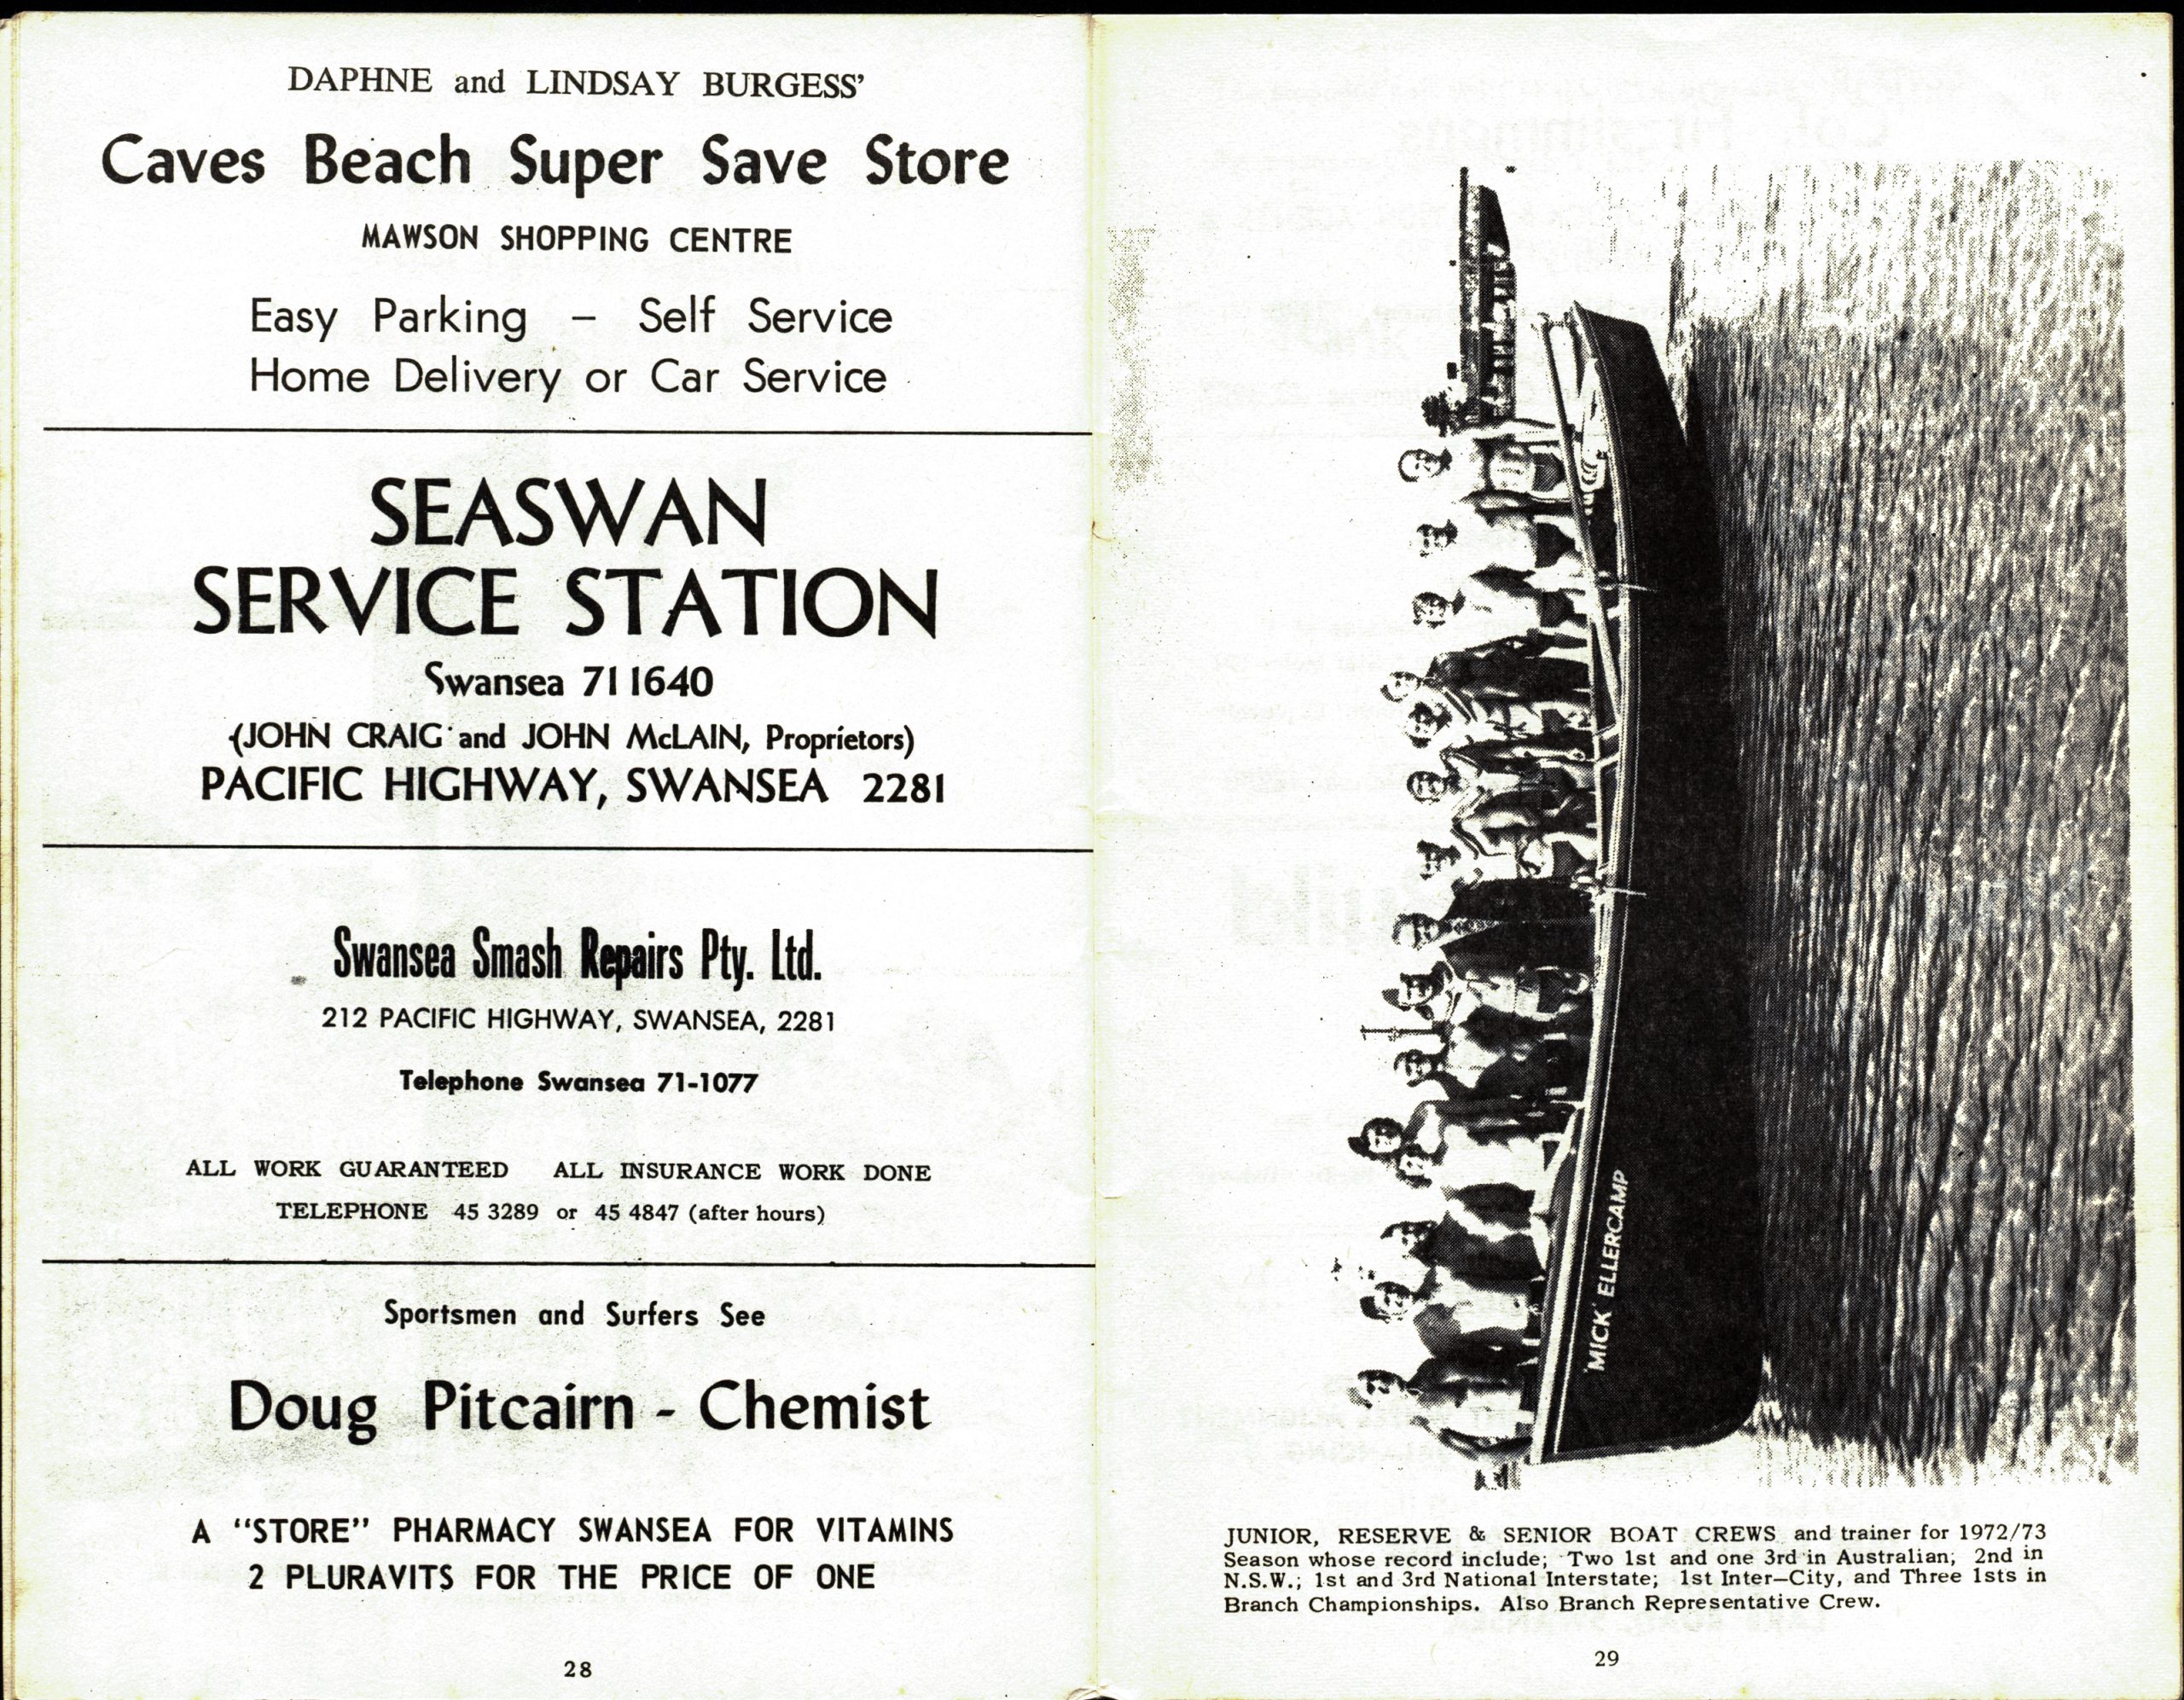 DAPHNE and LINDSAY BURGESS'
Caves Beach Super Save Store
MAWSON SHOPPING CENTRE
Easy Parking – Self Service
Home Delivery or Car Service
SEASWAN
SERVICE STATION
Swansea 711640
(JOHN CRAIG and JOHN McLAIN, Proprietors)
PACIFIC HIGHWAY, SWANSEA 2281
Swansea Smash Repairs Pty. Ltd.
212 PACIFIC HIGHWAY, SWANSEA, 2281
Telephone Swansea 71-1077
ALL WORK GUARANTEED ALL INSURANCE WORK DONE
TELEPHONE 45 3289 or 45 4847 (after hours)
Sportsmen and Surfers See
Doug Pitcairn - Chemist
A "STORE" PHARMACY SWANSEA FOR VITAMINS
2 PLURAVITS FOR THE PRICE OF ONE
28
'MICK' ELLERCAMP
JUNIOR, RESERVE & SENIOR BOAT CREWS and trainer for 1972/73
Season whose record include; Two 1st and one 3rd in Australian; 2nd in
N.S.W.; 1st and 3rd National Interstate; 1st Inter–City, and Three 1sts in
Branch Championships. Also Branch Representative Crew.
29